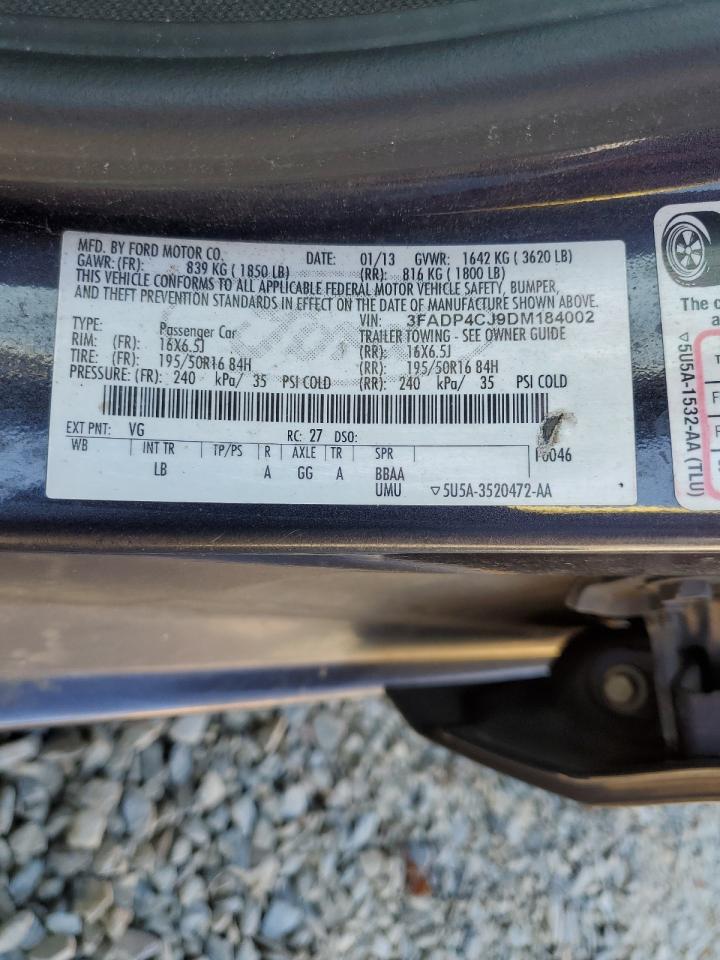 MFD. BY FORD MOTOR CO. DATE: 01/13 GVWR: 1642 KG ( 3620 LB)
GAWR: (FR): 839 KG ( 1850 LB) (RR): 816 KG ( 1800 LB)
THIS VEHICLE CONFORMS TO ALL APPLICABLE FEDERAL MOTOR VEHICLE SAFETY, BUMPER,
AND THEFT PREVENTION STANDARDS IN EFFECT ON THE DATE OF MANUFACTURE SHOWN ABOVE.
VIN: 3FADP4CJ9DM184002
TYPE: Passenger Car TRAILER TOWING - SEE OWNER GUIDE
RIM: (FR): 16X6.5J (RR): 16X6.5J
TIRE: (FR): 195/50R16 84H (RR): 195/50R16 84H
PRESSURE: (FR): 240 kPa/ 35 PSI COLD (RR): 240 kPa/ 35 PSI COLD
EXT PNT: VG RC: 27 DSO:
WB INT TR TP/PS R AXLE TR SPR
LB A GG A BBAA
UMU
▽5U5A-3520472-AA
The
▽5U5A-1532-AA (TLU)